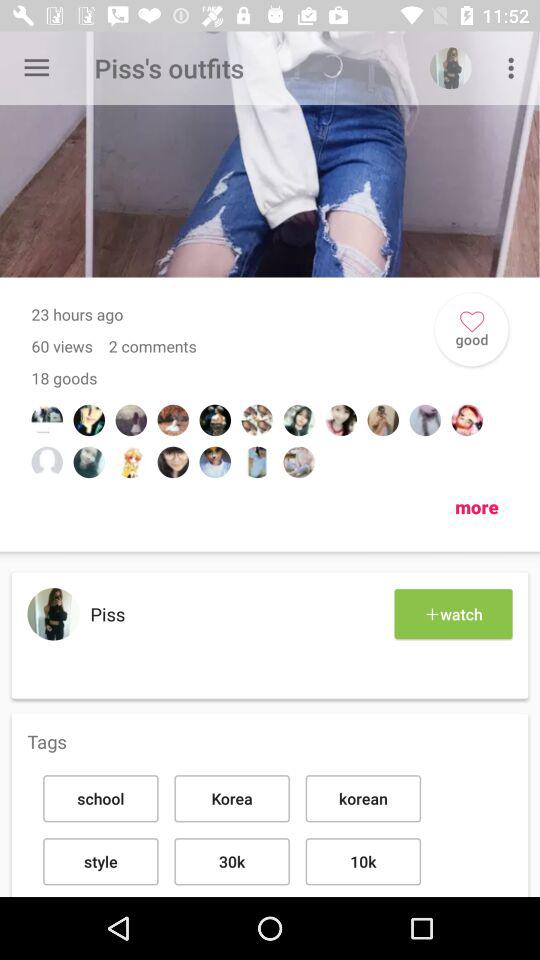 11:52
Piss's outfits
23 hours ago
60 views 2 comments
good
18 goods
more
Piss
+watch
Tags
school Korea korean
style 30k 10k